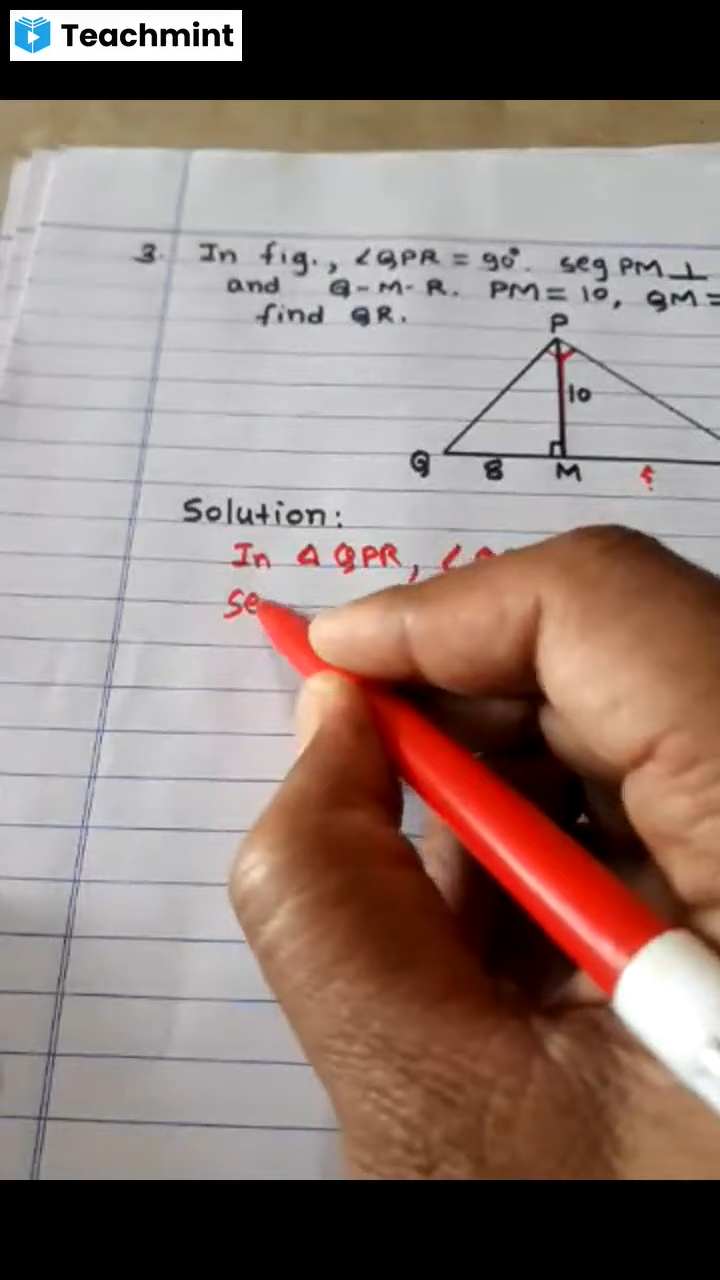 Teachmint
3. In fig., ∠QPR = 90°. seg PM ⊥
and Q-M-R. PM = 10, QM =
find QR.
P
10
Q 8 M
Solution:
In Δ QPR, ∠
Se